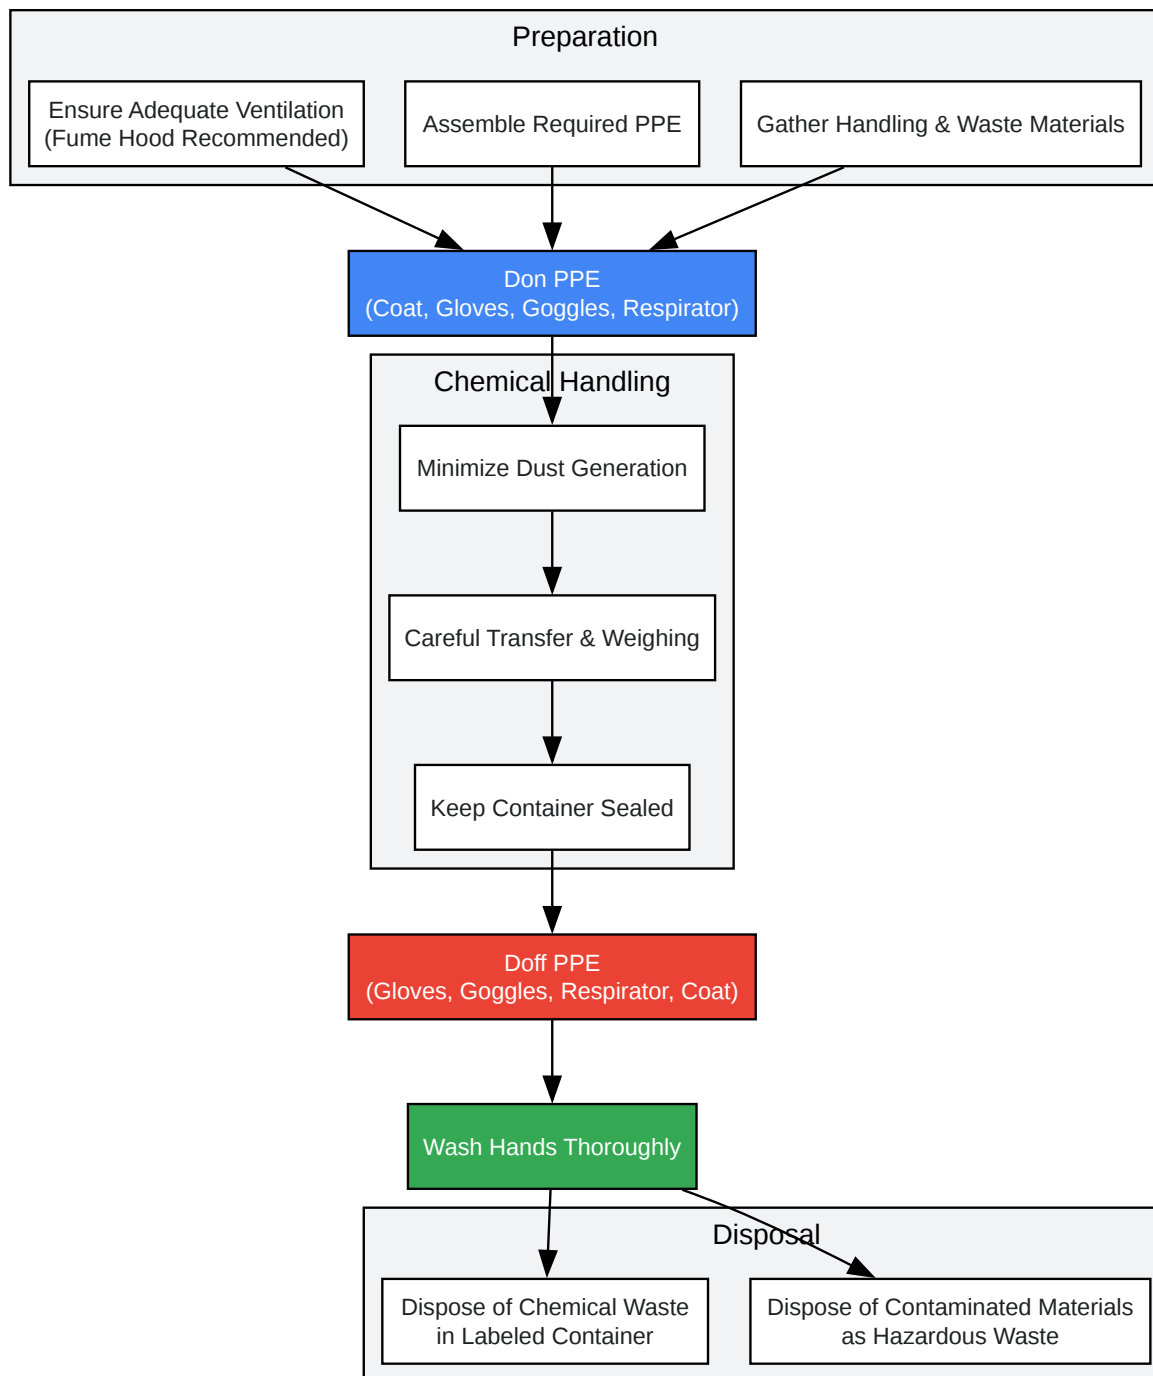 Preparation
Ensure Adequate Ventilation
(Fume Hood Recommended)
Assemble Required PPE
Gather Handling & Waste Materials
Don PPE
(Coat, Gloves, Goggles, Respirator)
Chemical Handling
Minimize Dust Generation
Careful Transfer & Weighing
Keep Container Sealed
Doff PPE
(Gloves, Goggles, Respirator, Coat)
Wash Hands Thoroughly
Disposal
Dispose of Chemical Waste
in Labeled Container
Dispose of Contaminated Materials
as Hazardous Waste